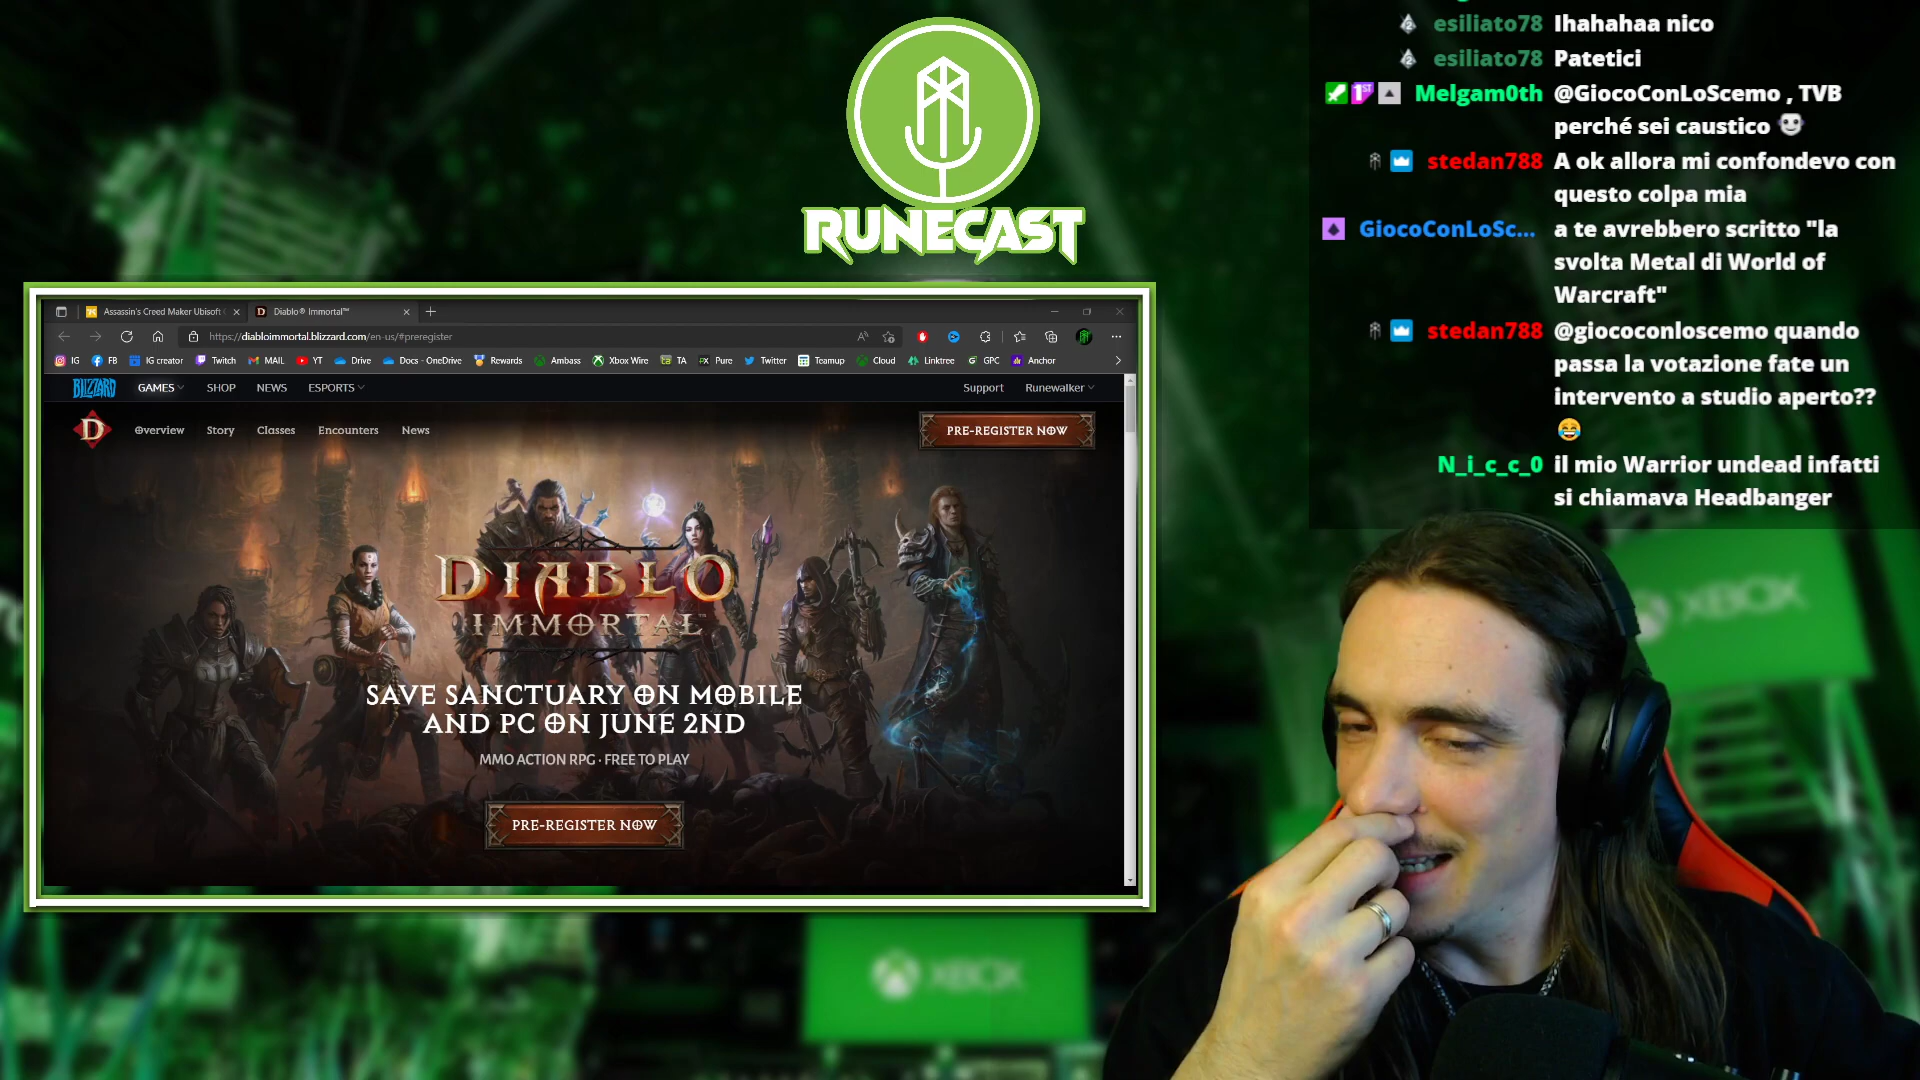 RUNECAST
esiliato78 Ihahahaa nico
esiliato78 Patetici
1ST Melgam0th @GiocoConLoScemo , TVB
perché sei caustico
stedan788 A ok allora mi confondevo con
questo colpa mia
GiocoConLoSc... a te avrebbero scritto "la
svolta Metal di World of
Warcraft"
stedan788 @giococonloscemo quando
passa la votazione fate un
intervento a studio aperto??
N_i_c_c_0 il mio Warrior undead infatti
si chiamava Headbanger
Assassin's Creed Maker Ubisoft
Diablo® Immortal™
https://diabloimmortal.blizzard.com/en-us/#preregister
IG FB IG creator Twitch MAIL YT Drive Docs - OneDrive Rewards Ambass Xbox Wire TA Pure Twitter Teamup Cloud Linktree GPC Anchor
BLIZZARD GAMES SHOP NEWS ESPORTS Support Runewalker
D Overview Story Classes Encounters News PRE-REGISTER NOW
DIABLO
IMMORTAL
SAVE SANCTUARY ON MOBILE
AND PC ON JUNE 2ND
MMO ACTION RPG · FREE TO PLAY
PRE-REGISTER NOW
XBOX
XBOX